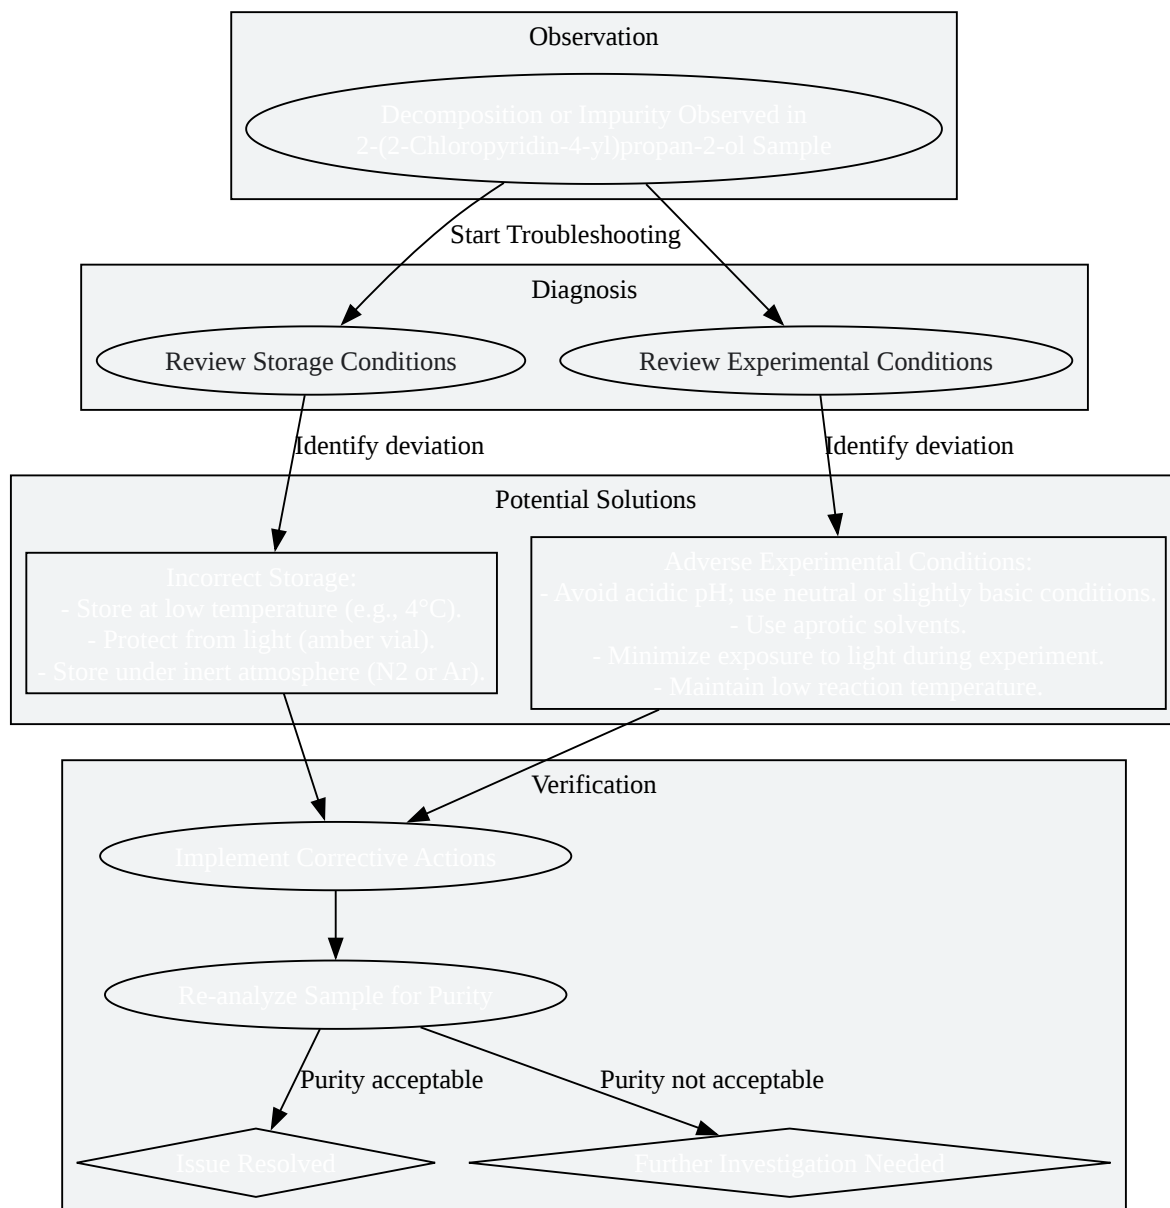 Observation
Decomposition or Impurity Observed in
2-(2-Chloropyridin-4-yl)propan-2-ol Sample
Start Troubleshooting
Diagnosis
Review Storage Conditions
Review Experimental Conditions
Identify deviation
Identify deviation
Potential Solutions
Incorrect Storage:
- Store at low temperature (e.g., 4°C).
- Protect from light (amber vial).
- Store under inert atmosphere (N2 or Ar).
Adverse Experimental Conditions:
- Avoid acidic pH; use neutral or slightly basic conditions.
- Use aprotic solvents.
- Minimize exposure to light during experiment.
- Maintain low reaction temperature.
Verification
Implement Corrective Actions
Re-analyze Sample for Purity
Purity acceptable
Purity not acceptable
Issue Resolved
Further Investigation Needed